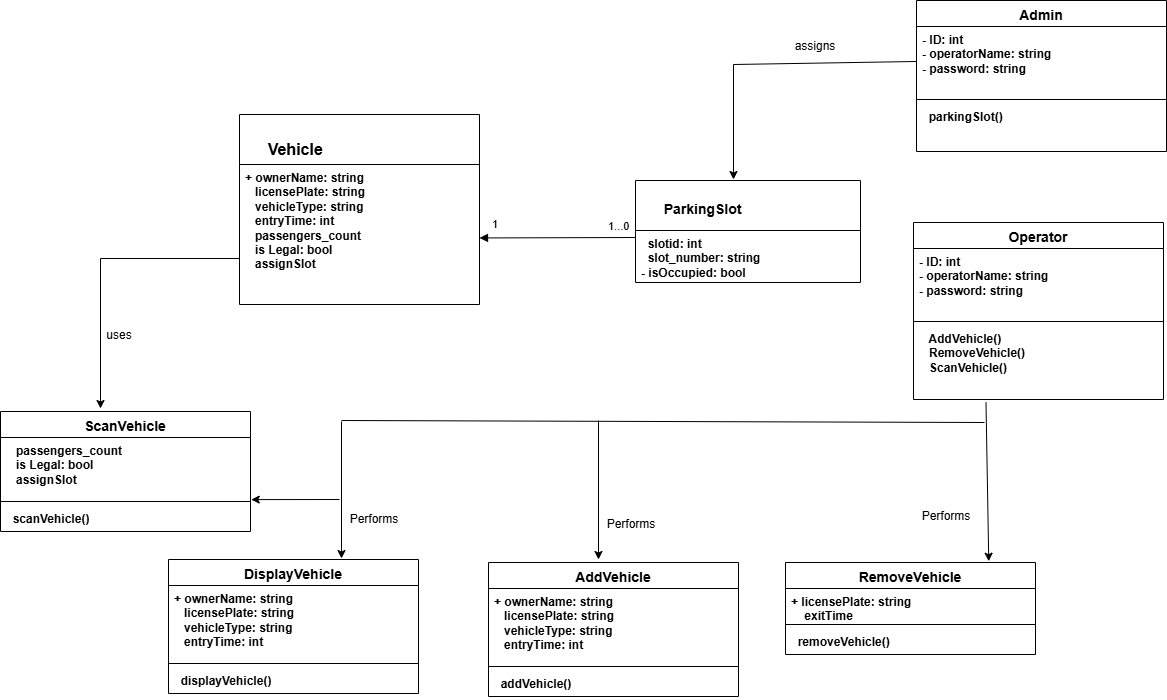 Admin
- ID: int
- operatorName: string
- password: string
parkingSlot()
assigns
Vehicle
+ ownerName: string
licensePlate: string
vehicleType: string
entryTime: int
passengers_count
is Legal: bool
assignSlot
1
1...0
ParkingSlot
slotid: int
slot_number: string
- isOccupied: bool
Operator
- ID: int
- operatorName: string
- password: string
AddVehicle()
RemoveVehicle()
ScanVehicle()
uses
ScanVehicle
passengers_count
is Legal: bool
assignSlot
scanVehicle()
Performs
Performs
Performs
DisplayVehicle
+ ownerName: string
licensePlate: string
vehicleType: string
entryTime: int
displayVehicle()
AddVehicle
+ ownerName: string
licensePlate: string
vehicleType: string
entryTime: int
addVehicle()
RemoveVehicle
+ licensePlate: string
exitTime
removeVehicle()